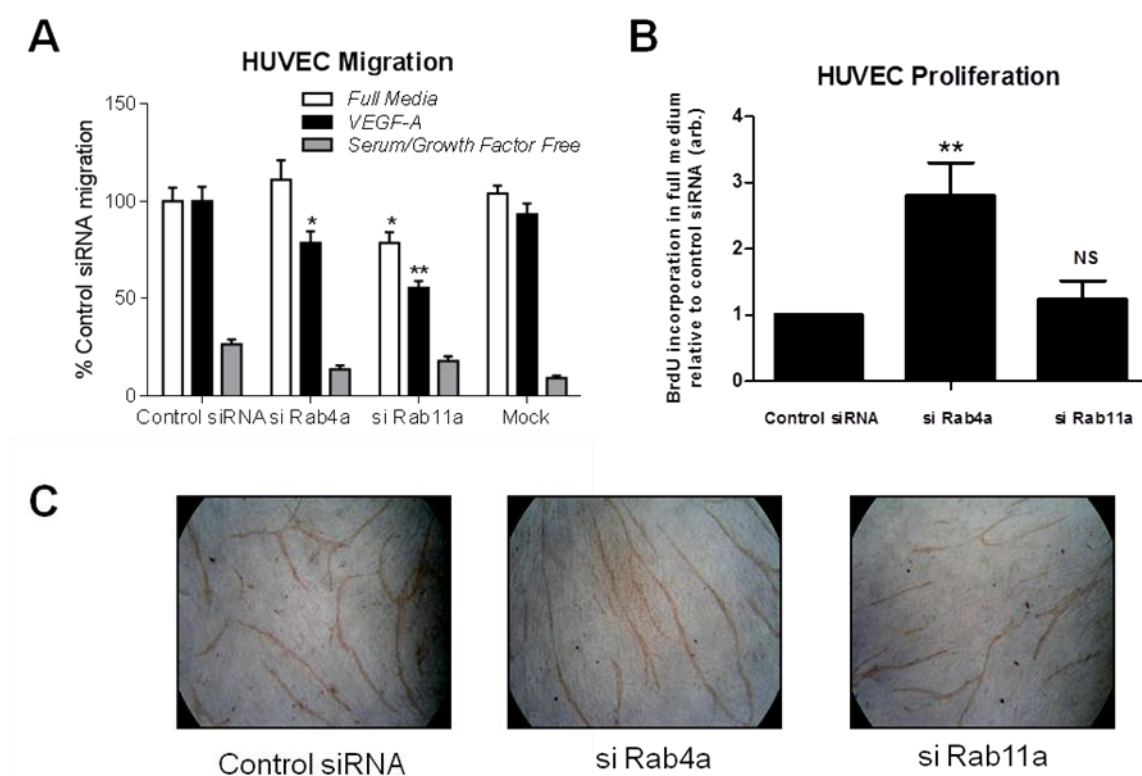 A
HUVEC Migration
Full Media
VEGF-A
Serum/Growth Factor Free
% Control siRNA migration
150
100
50
0
*
*
**
Control siRNA si Rab4a si Rab11a Mock
B
HUVEC Proliferation
BrdU incorporation in full medium
relative to control siRNA (arb.)
4
3
2
1
0
**
NS
Control siRNA si Rab4a si Rab11a
C
Control siRNA si Rab4a si Rab11a